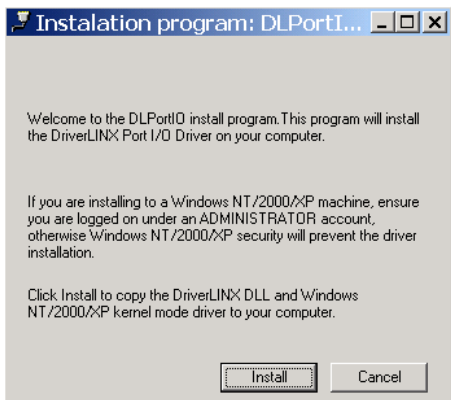 Instalation program: DLPortI...
Welcome to the DLPortIO install program.This program will install
the DriverLINX Port I/O Driver on your computer.
If you are installing to a Windows NT/2000/XP machine, ensure
you are logged on under an ADMINISTRATOR account,
otherwise Windows NT/2000/XP security will prevent the driver
installation.
Click Install to copy the DriverLINX DLL and Windows
NT/2000/XP kernel mode driver to your computer.
Install Cancel